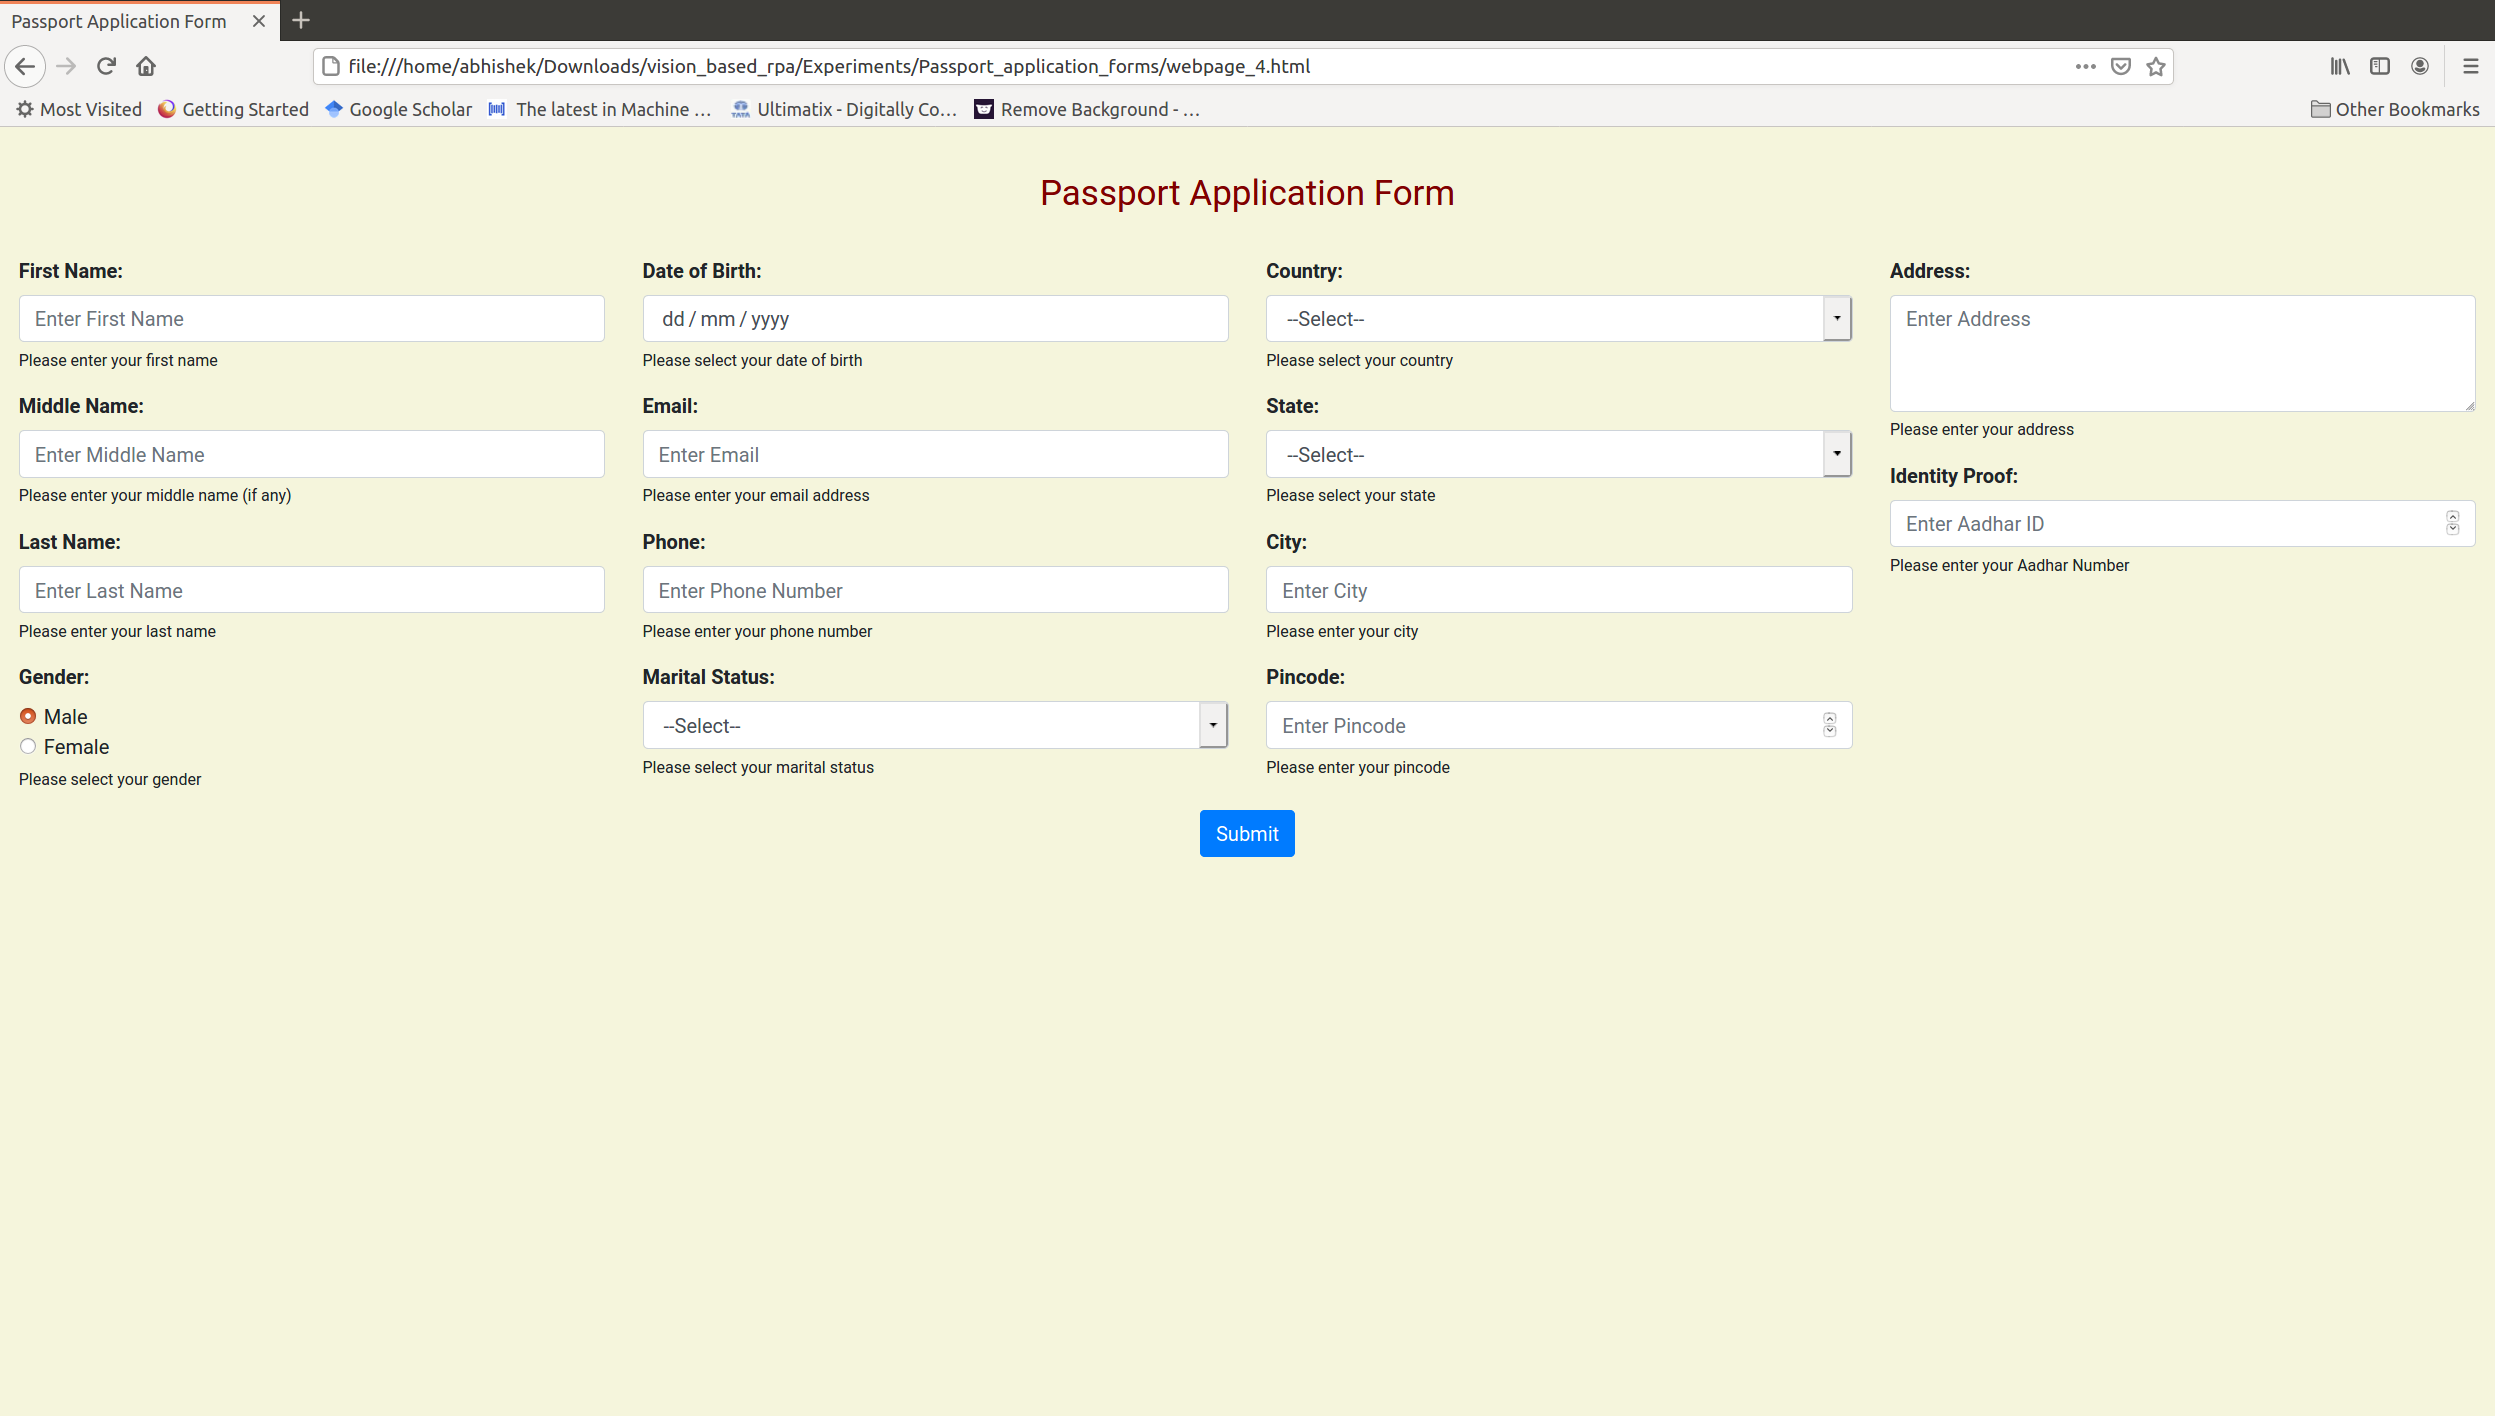 Passport Application Form
file:///home/abhishek/Downloads/vision_based_rpa/Experiments/Passport_application_forms/webpage_4.html
Most Visited Getting Started Google Scholar The latest in Machine … Ultimatix - Digitally Co… Remove Background - … Other Bookmarks
Passport Application Form
First Name:
Enter First Name
Please enter your first name
Middle Name:
Enter Middle Name
Please enter your middle name (if any)
Last Name:
Enter Last Name
Please enter your last name
Gender:
Male
Female
Please select your gender
Date of Birth:
dd / mm / yyyy
Please select your date of birth
Email:
Enter Email
Please enter your email address
Phone:
Enter Phone Number
Please enter your phone number
Marital Status:
--Select--
Please select your marital status
Country:
--Select--
Please select your country
State:
--Select--
Please select your state
City:
Enter City
Please enter your city
Pincode:
Enter Pincode
Please enter your pincode
Address:
Enter Address
Please enter your address
Identity Proof:
Enter Aadhar ID
Please enter your Aadhar Number
Submit